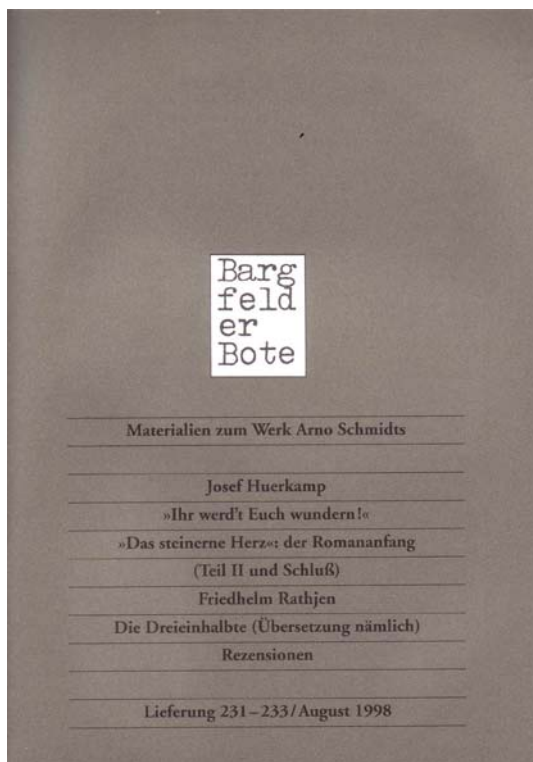 Barg
feld
er
Bote
Materialien zum Werk Arno Schmidts
Josef Huerkamp
»Ihr werd't Euch wundern!«
»Das steinerne Herz«: der Romananfang
(Teil II und Schluß)
Friedhelm Rathjen
Die Dreieinhalbte (Übersetzung nämlich)
Rezensionen
Lieferung 231–233/August 1998